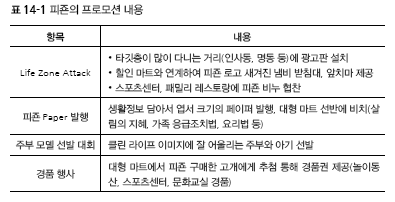 표 14-1 피죤의 프로모션 내용
항목
내용
Life Zone Attack
• 타깃층이 많이 다니는 거리(인사동, 명동 등)에 광고판 설치
• 할인 마트와 연계하여 피죤 로고 새겨진 냄비 받침대, 앞치마 제공
• 스포츠센터, 패밀리 레스토랑에 피죤 비누 협찬
피죤 Paper 발행
생활정보 담아서 엽서 크기의 페이퍼 발행, 대형 마트 선반에 비치(살
림의 지혜, 가족 응급조치법, 요리법 등)
주부 모델 선발 대회
클린 라이프 이미지에 잘 어울리는 주부와 아기 선발
경품 행사
대형 마트에서 피죤 구매한 고개에게 추첨 통해 경품권 제공(놀이동
산, 스포츠센터, 문화교실 경품)